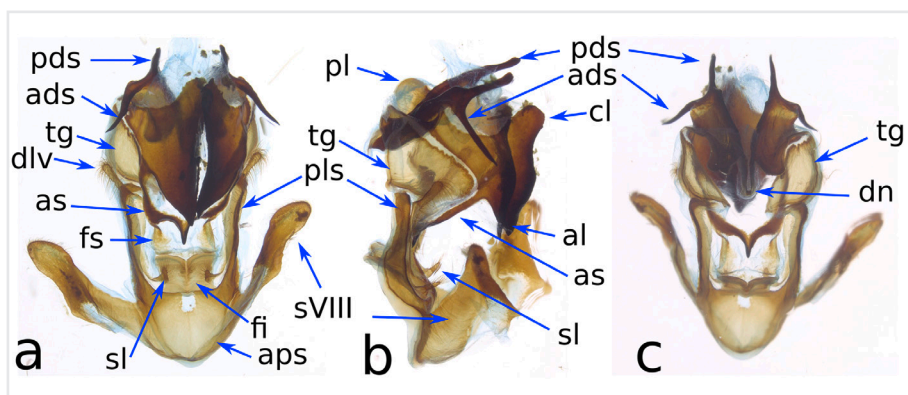 pds
ads
tg
dlv
as
fs
sl
fi
aps
pls
sVIII
a
pl
tg
pds
ads
cl
al
as
sl
b
tg
dn
c